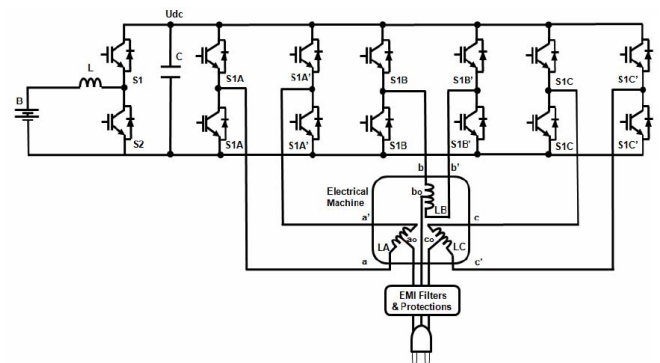 Udc
L
S1
C
S1A
S1A'
S1B
S1B'
S1C
S1C'
B
S2
S1A
S1A'
S1B
S1B'
S1C
S1C'
b
b'
Electrical
Machine
bo
LB
a'
c
LA
ao
co
LC
a
c'
EMI Filters
& Protections